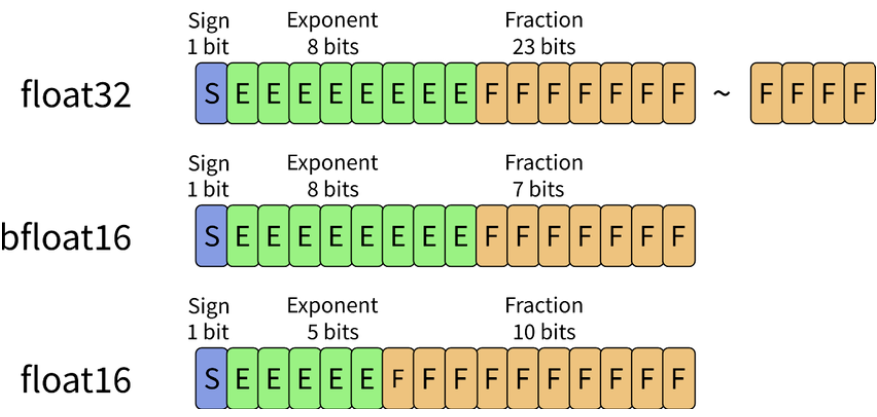 Sign Exponent Fraction
1 bit 8 bits 23 bits
float32 S E E E E E E E E F F F F F F F ~ F F F F
Sign Exponent Fraction
1 bit 8 bits 7 bits
bfloat16 S E E E E E E E E F F F F F F F
Sign Exponent Fraction
1 bit 5 bits 10 bits
float16 S E E E E E F F F F F F F F F F